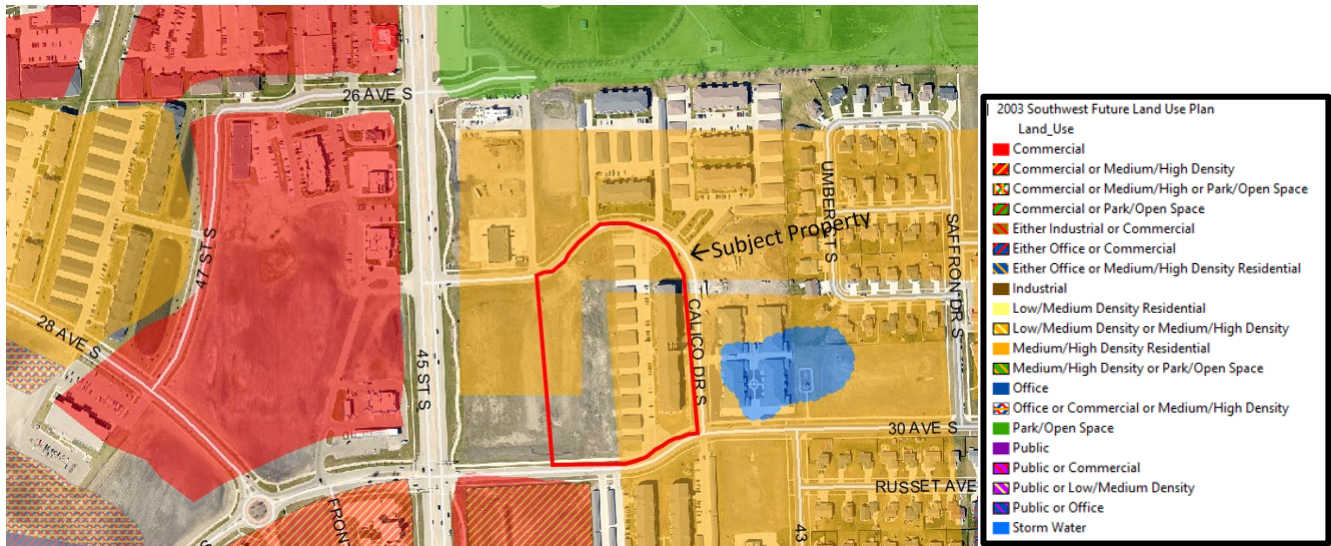 26 AVE S
47 ST S
28 AVE S
45 ST S
←Subject Property
UMBER ST S
SAFFRON DR S
CALICO DR S
30 AVE S
RUSSET AVE
FRON
43
S
2003 Southwest Future Land Use Plan
Land_Use
Commercial
Commercial or Medium/High Density
Commercial or Medium/High or Park/Open Space
Commercial or Park/Open Space
Either Industrial or Commercial
Either Office or Commercial
Either Office or Medium/High Density Residential
Industrial
Low/Medium Density Residential
Low/Medium Density or Medium/High Density
Medium/High Density Residential
Medium/High Density or Park/Open Space
Office
Office or Commercial or Medium/High Density
Park/Open Space
Public
Public or Commercial
Public or Low/Medium Density
Public or Office
Storm Water